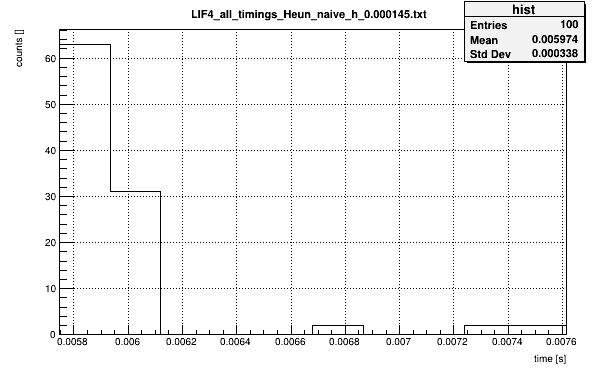 LIF4_all_timings_Heun_naive_h_0.000145.txt
hist
Entries 100
Mean 0.005974
Std Dev 0.000338
counts []
60
50
40
30
20
10
0
0.0058 0.006 0.0062 0.0064 0.0066 0.0068 0.007 0.0072 0.0074 0.0076
time [s]